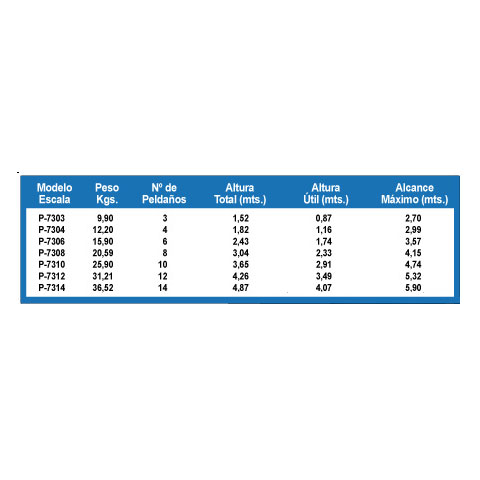 Modelo Escala Peso Kgs. Nº de Peldaños Altura Total (mts.) Altura Útil (mts.) Alcance Máximo (mts.)
P-7303 9,90 3 1,52 0,87 2,70
P-7304 12,20 4 1,82 1,16 2,99
P-7306 15,90 6 2,43 1,74 3,57
P-7308 20,59 8 3,04 2,33 4,15
P-7310 25,90 10 3,65 2,91 4,74
P-7312 31,21 12 4,26 3,49 5,32
P-7314 36,52 14 4,87 4,07 5,90